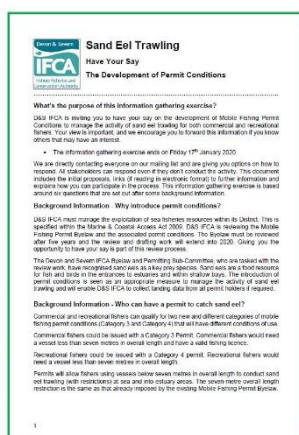 Devon & Severn
IFCA
Inshore Fisheries and
Conservation Authority
Sand Eel Trawling
Have Your Say
The Development of Permit Conditions
What's the purpose of this information gathering exercise?
D&S IFCA is inviting you to have your say on the development of Mobile Fishing Permit
Conditions to manage the activity of sand eel trawling for both commercial and recreational
fishers. Your view is important, and we encourage you to forward this information if you know
others that may have an interest.
• The information gathering exercise ends on Friday 17th January 2020.
We are directly contacting everyone on our mailing list and are giving you options on how to
respond. All stakeholders can respond even if they don't conduct the activity. This document
includes the initial proposals, links (if reading in electronic format) to further information and
explains how you can participate in the process. This information gathering exercise is based
around six questions that are set out after some background information.
Background Information - Why introduce permit conditions?
D&S IFCA must manage the exploitation of sea fisheries resources within its District. This is
specified within the Marine & Coastal Access Act 2009. D&S IFCA is reviewing the Mobile
Fishing Permit Byelaw and the associated permit conditions. The Byelaw must be reviewed
after five years and the review and drafting work will extend into 2020. Giving you the
opportunity to have your say is part of this review process.
The Devon and Severn IFCA Byelaw and Permitting Sub-Committee, who are tasked with the
review work, have recognised sand eels as a key prey species. Sand eels are a food resource
for fish and birds in the entrances to estuaries and within shallow bays. The introduction of
permit conditions is seen as an appropriate measure to manage the activity of sand eel
trawling and will enable D&S IFCA to collect landing data from all permit holders if required.
Background Information - Who can have a permit to catch sand eel?
Commercial and recreational fishers can qualify for two new and different categories of mobile
fishing permit conditions (Category 3 and Category 4) that will have different conditions of use.
Commercial fishers could be issued with a Category 3 Permit. Commercial fishers would need
a vessel less than seven metres in overall length and have a valid fishing licence.
Recreational fishers could be issued with a Category 4 permit. Recreational fishers would
need a vessel less than seven metres in overall length.
Permits will allow fishers using vessels below seven metres in overall length to conduct sand
eel trawling (with restrictions) at sea and into estuary areas. The seven-metre overall length
restriction is the same as that already imposed by the existing Mobile Fishing Permit Byelaw.
1